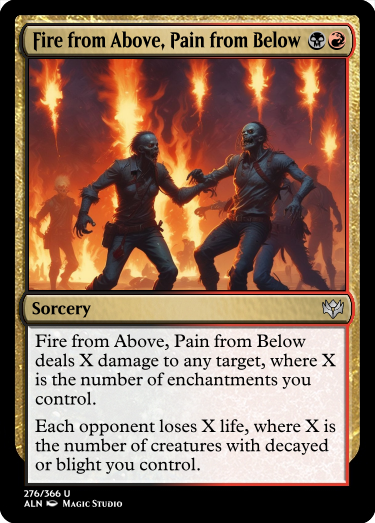 Fire from Above, Pain from Below
Sorcery
Fire from Above, Pain from Below
deals X damage to any target, where X
is the number of enchantments you
control.
Each opponent loses X life, where X is
the number of creatures with decayed
or blight you control.
276/366 U
ALN Magic Studio